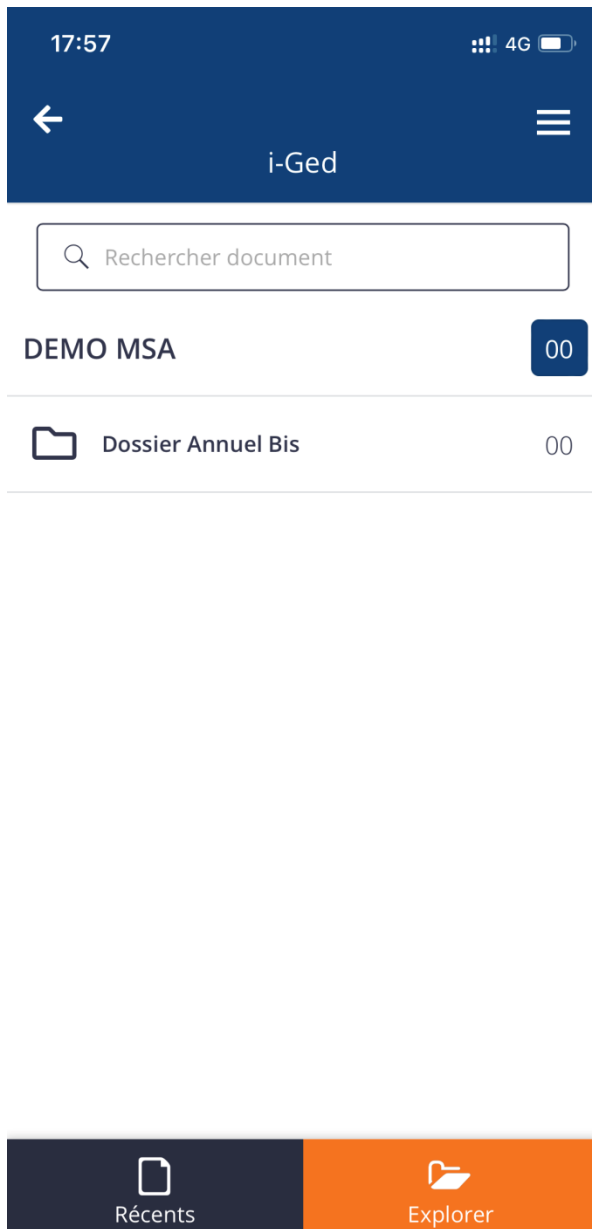 17:57 4G
i-Ged
Rechercher document
DEMO MSA 00
Dossier Annuel Bis 00
Récents Explorer